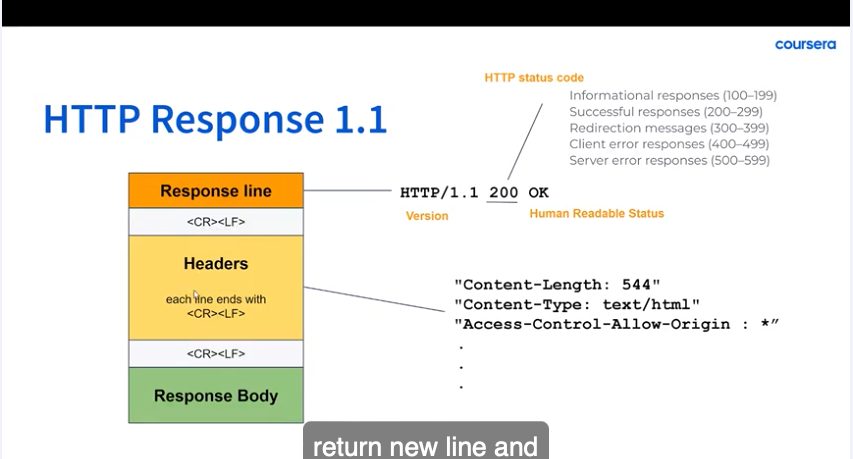 coursera
HTTP Response 1.1
HTTP status code
Informational responses (100–199)
Successful responses (200–299)
Redirection messages (300–399)
Client error responses (400–499)
Server error responses (500–599)
Response line
HTTP/1.1 200 OK
Version
Human Readable Status
<CR><LF>
Headers
each line ends with
<CR><LF>
"Content-Length: 544"
"Content-Type: text/html"
"Access-Control-Allow-Origin : *”
.
.
.
<CR><LF>
Response Body
return new line and